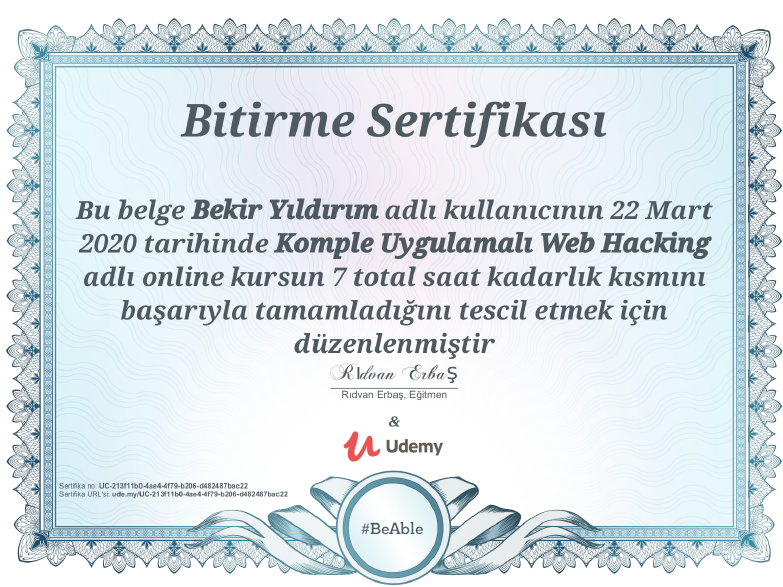 Bitirme Sertifikası
Bu belge Bekir Yıldırım adlı kullanıcının 22 Mart
2020 tarihinde Komple Uygulamalı Web Hacking
adlı online kursun 7 total saat kadarlık kısmını
başarıyla tamamladığını tescil etmek için
düzenlenmiştir
Rıdvan Erbaş
Rıdvan Erbaş, Eğitmen
&
Udemy
Sertifika no: UC-213f11b0-4ae4-4f79-b206-d482487bac22
Sertifika URL'si: ude.my/UC-213f11b0-4ae4-4f79-b206-d482487bac22
#BeAble